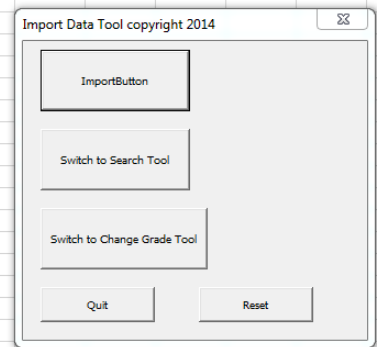 Import Data Tool copyright 2014
ImportButton
Switch to Search Tool
Switch to Change Grade Tool
Quit Reset